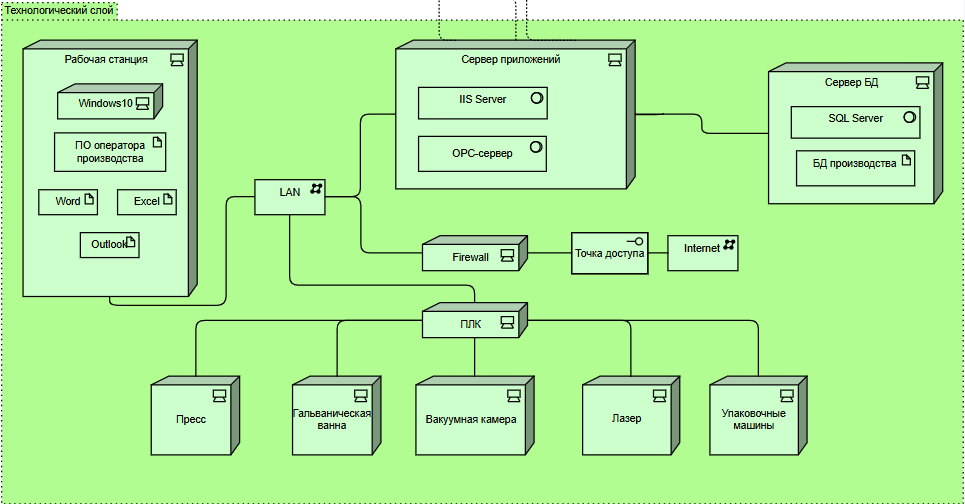 Технологический слой
Рабочая станция
Windows10
ПО оператора
производства
Word
Excel
Outlook
LAN
Сервер приложений
IIS Server
OPC-сервер
Сервер БД
SQL Server
БД производства
Firewall
Точка доступа
Internet
ПЛК
Пресс
Гальваническая
ванна
Вакуумная камера
Лазер
Упаковочные
машины